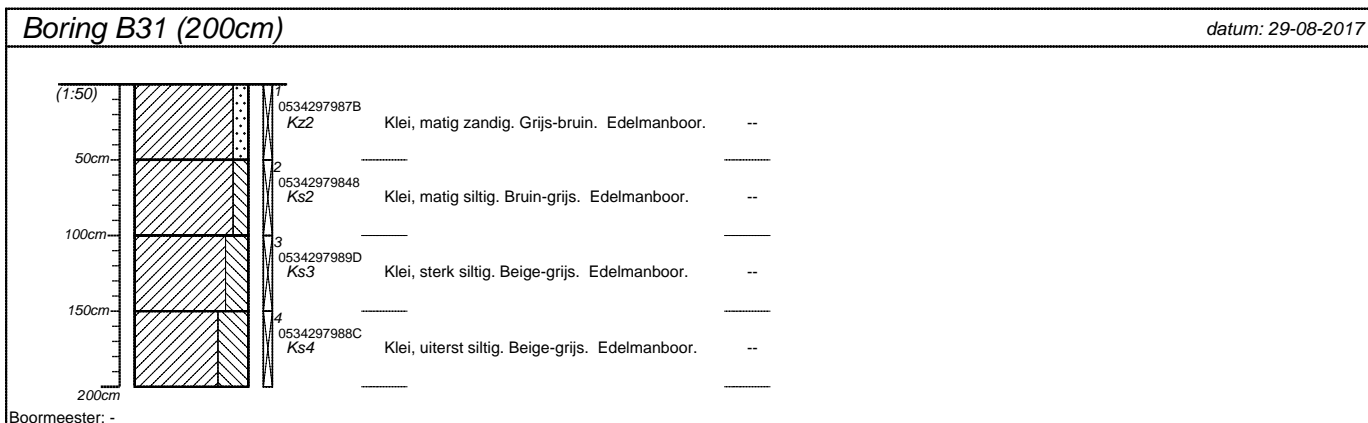 Boring B31 (200cm) datum: 29-08-2017
(1:50)
1
0534297987B
Kz2 Klei, matig zandig. Grijs-bruin. Edelmanboor. --
50cm
2
05342979848
Ks2 Klei, matig siltig. Bruin-grijs. Edelmanboor. --
100cm
3
0534297989D
Ks3 Klei, sterk siltig. Beige-grijs. Edelmanboor. --
150cm
4
0534297988C
Ks4 Klei, uiterst siltig. Beige-grijs. Edelmanboor. --
200cm
Boormeester: -